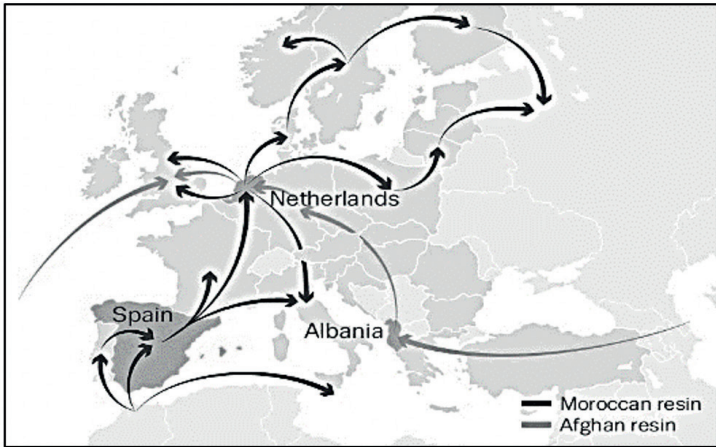 Netherlands
Spain
Albania
Moroccan resin
Afghan resin